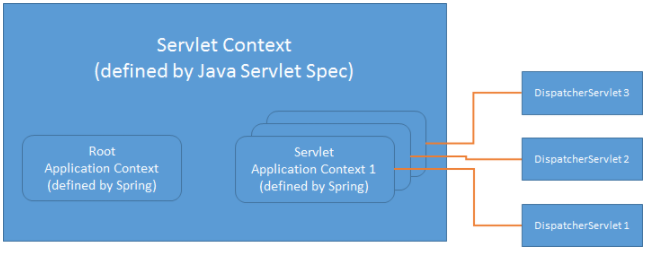 Servlet Context
(defined by Java Servlet Spec)
Root
Application Context
(defined by Spring)
Servlet
Application Context 1
(defined by Spring)
DispatcherServlet 3
DispatcherServlet 2
DispatcherServlet 1